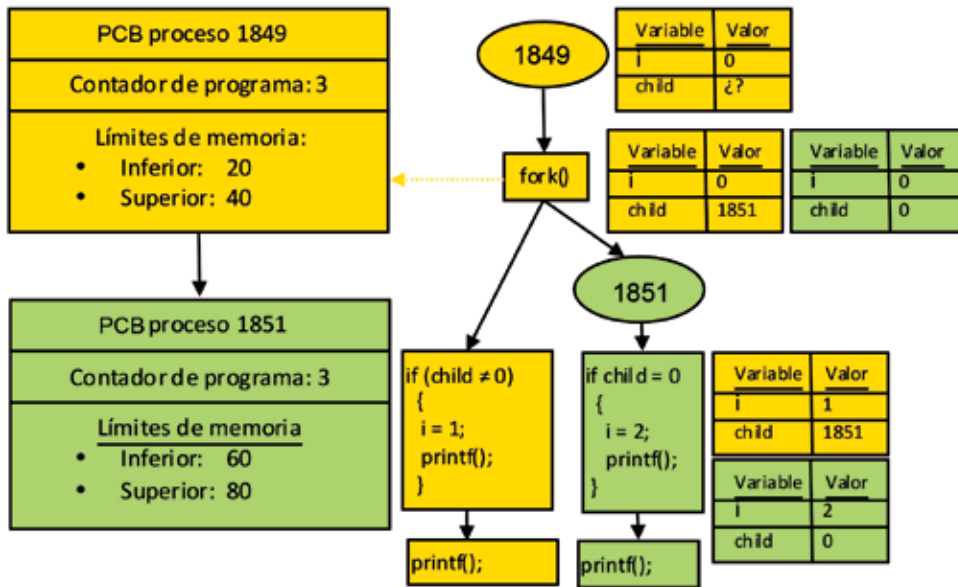 PCB proceso 1849
Contador de programa: 3
Límites de memoria:
• Inferior: 20
• Superior: 40
PCB proceso 1851
Contador de programa: 3
Límites de memoria
• Inferior: 60
• Superior: 80
1849
Variable Valor
i 0
child ¿?
fork()
Variable Valor
i 0
child 1851
Variable Valor
i 0
child 0
1851
if (child ≠ 0)
{
i = 1;
printf();
}
printf();
if child = 0
{
i = 2;
printf();
}
printf();
Variable Valor
i 1
child 1851
Variable Valor
i 2
child 0